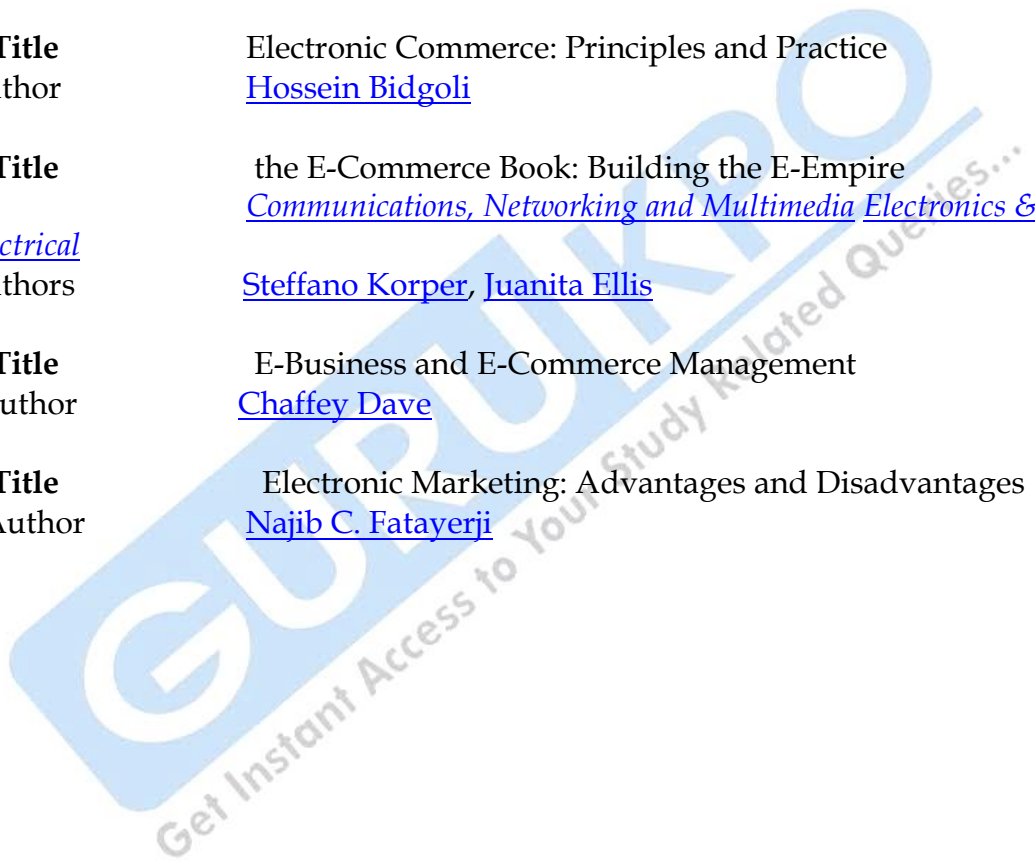 Title Electronic Commerce: Principles and Practice
thor Hossein Bidgoli
Title the E-Commerce Book: Building the E-Empire
Communications, Networking and Multimedia Electronics &
ctrical
thors Steffano Korper, Juanita Ellis
Title E-Business and E-Commerce Management
uthor Chaffey Dave
Title Electronic Marketing: Advantages and Disadvantages
Author Najib C. Fatayerji
GURUKPO
Get Instant Access to Your Study Related Queries...